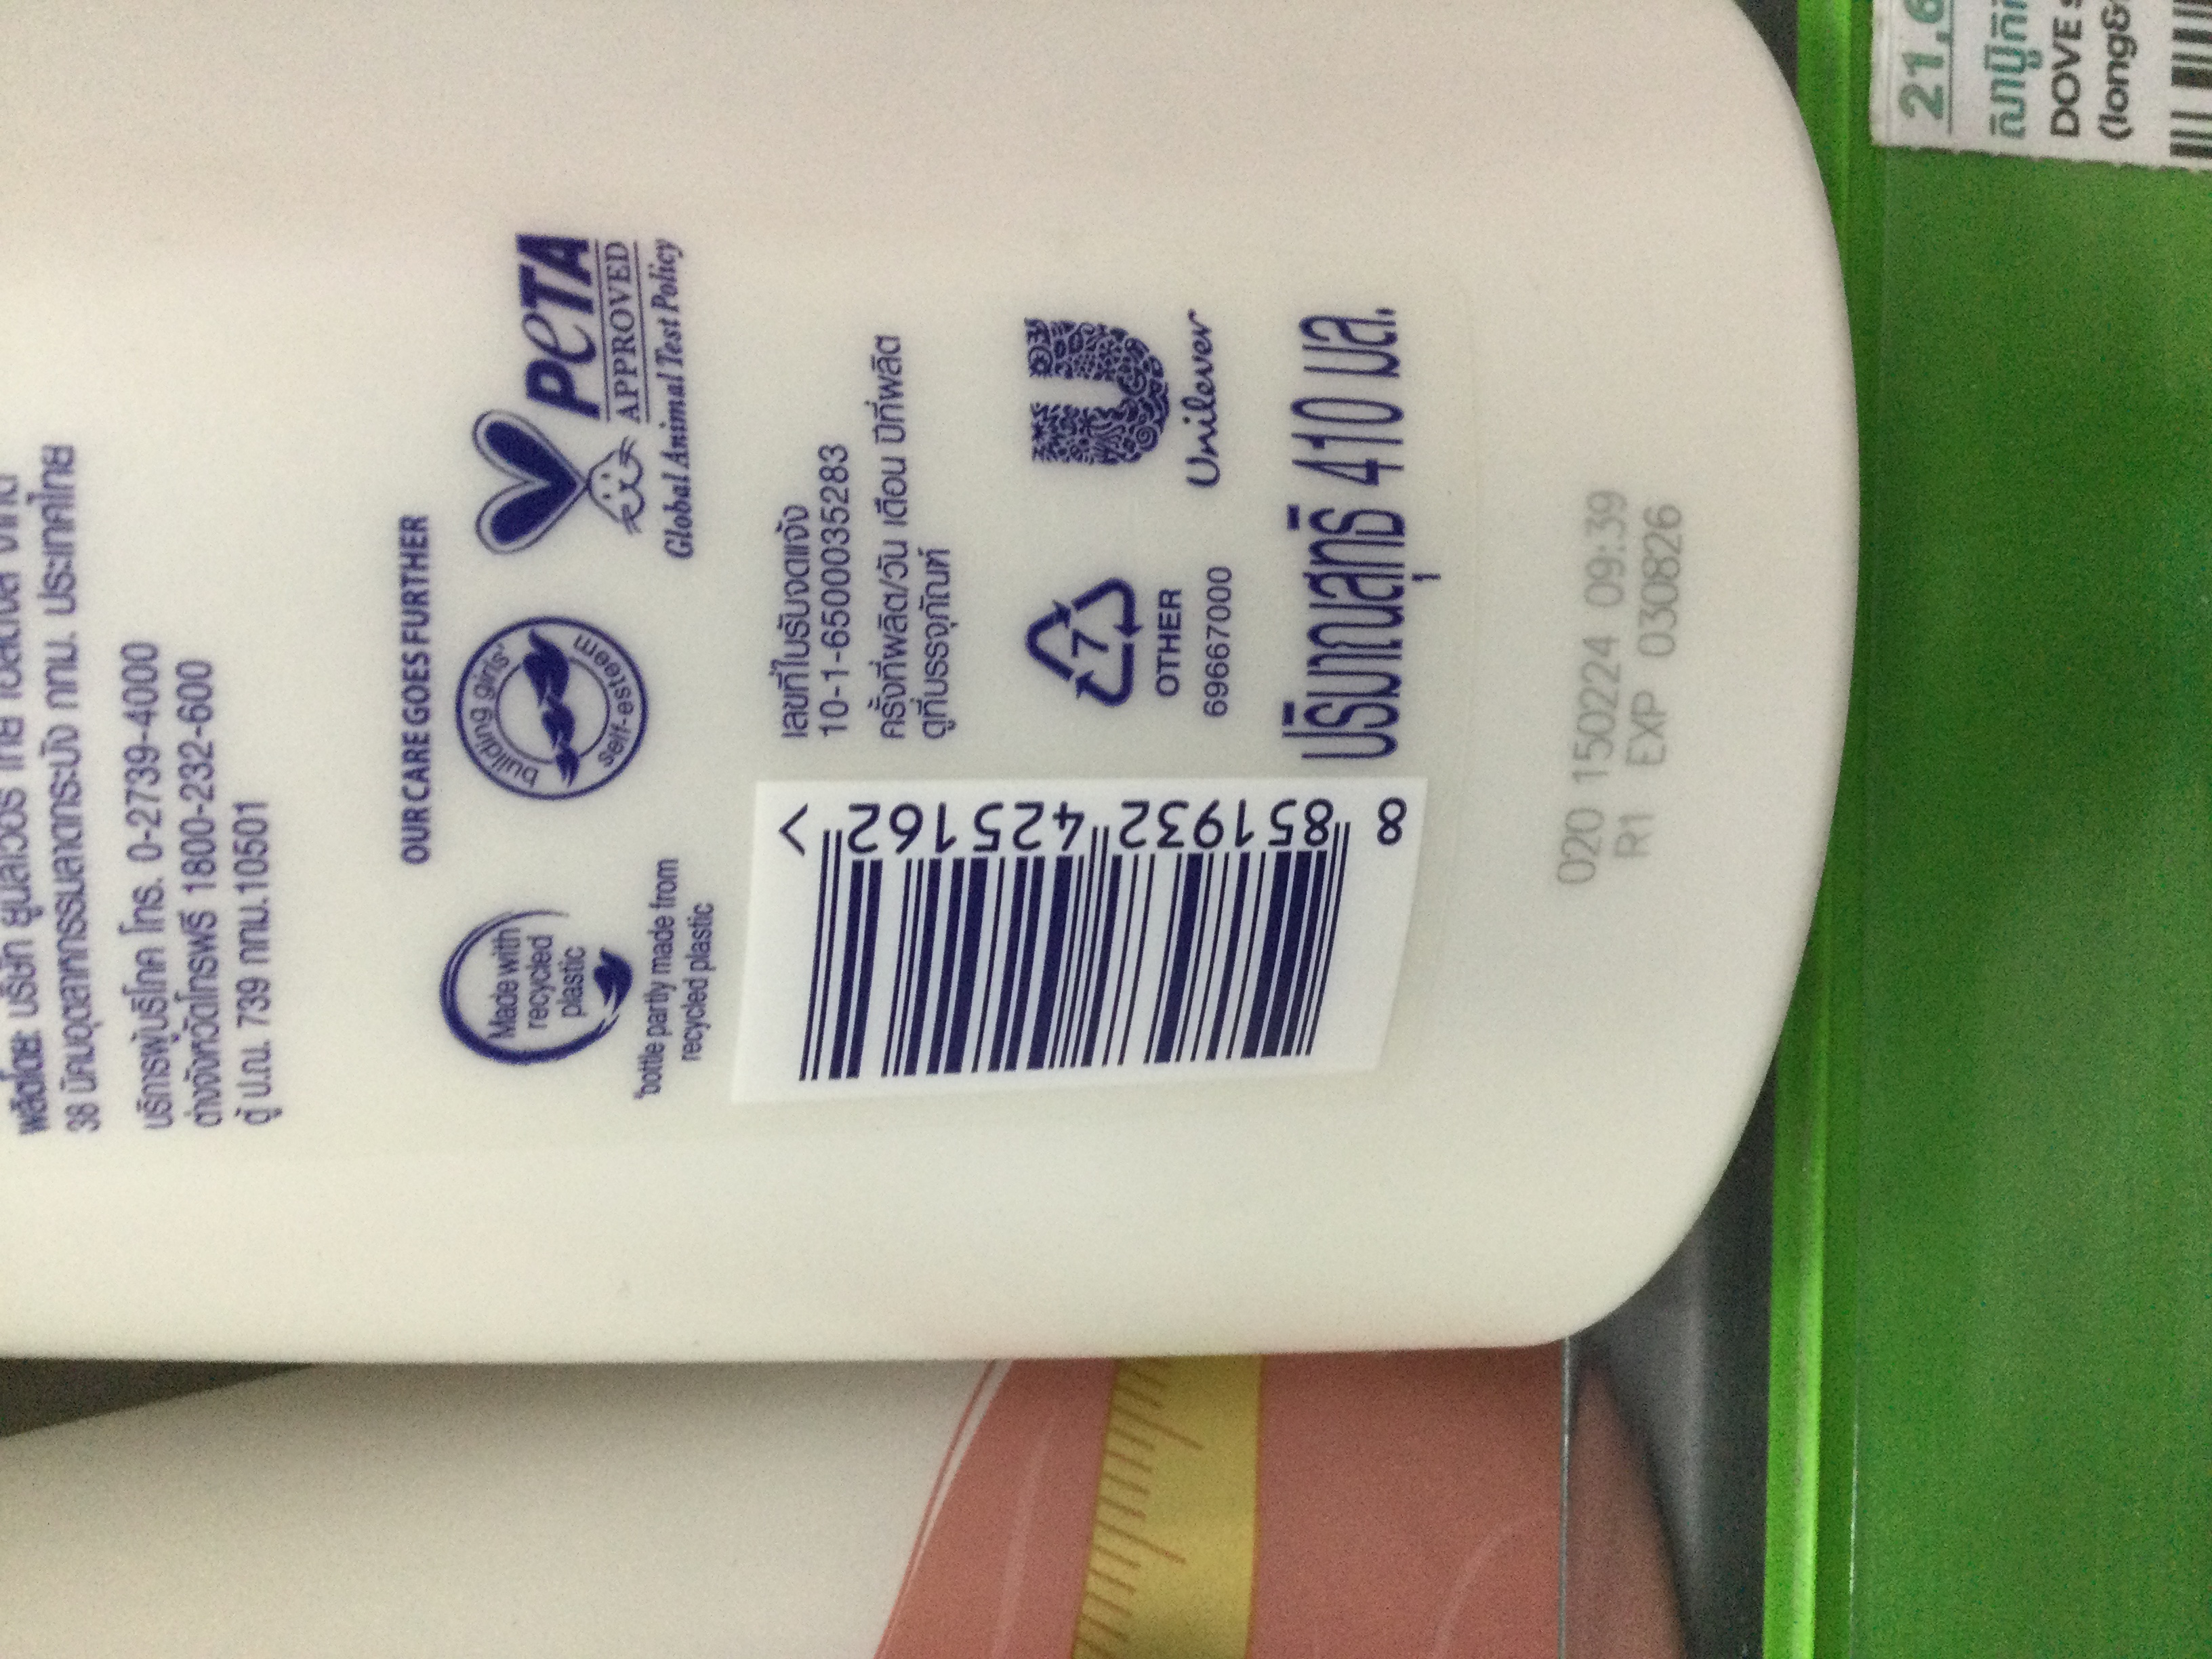 ผลิตโดย: บริษัท ยูนิลีเวอร์ ไทย
38 นิคมอุตสาหกรรมลาดกระบัง กทม. ประเทศไทย
บริการผู้บริโภค โทร. 0-2739-4000
ต่างจังหวัดโทรฟรี 1800-232-600
ตู้ ป.ณ. 739 กทม.10501
OUR CARE GOES FURTHER
Made with
recycled
plastic
*bottle partly made from
recycled plastic
building girls'
self-esteem
PETA
APPROVED
Global Animal Test Policy
เลขที่ใบรับจดแจ้ง
10-1-6500035283
ครั้งที่ผลิต/วัน เดือน ปีที่ผลิต
ดูที่บรรจุภัณฑ์
7
OTHER
69667000
Unilever
ปริมาณสุทธิ 410 มล.
8 851932 425162 >
020 150224 09:39
R1 EXP 030826
21,6
DOVE
(long&